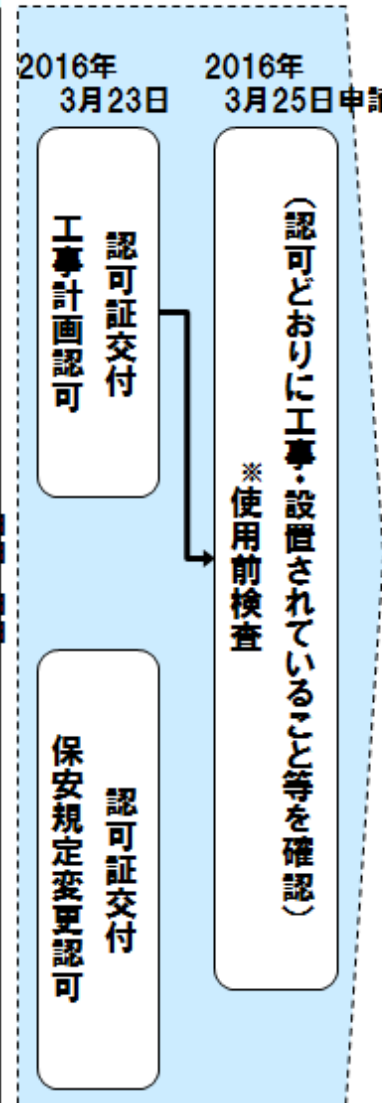 2016年
3月23日
工事計画認可
認可証交付
保安規定変更認可
認可証交付
2016年
3月25日申
※使用前検査
（認可どおりに工事・設置されていること等を確認）